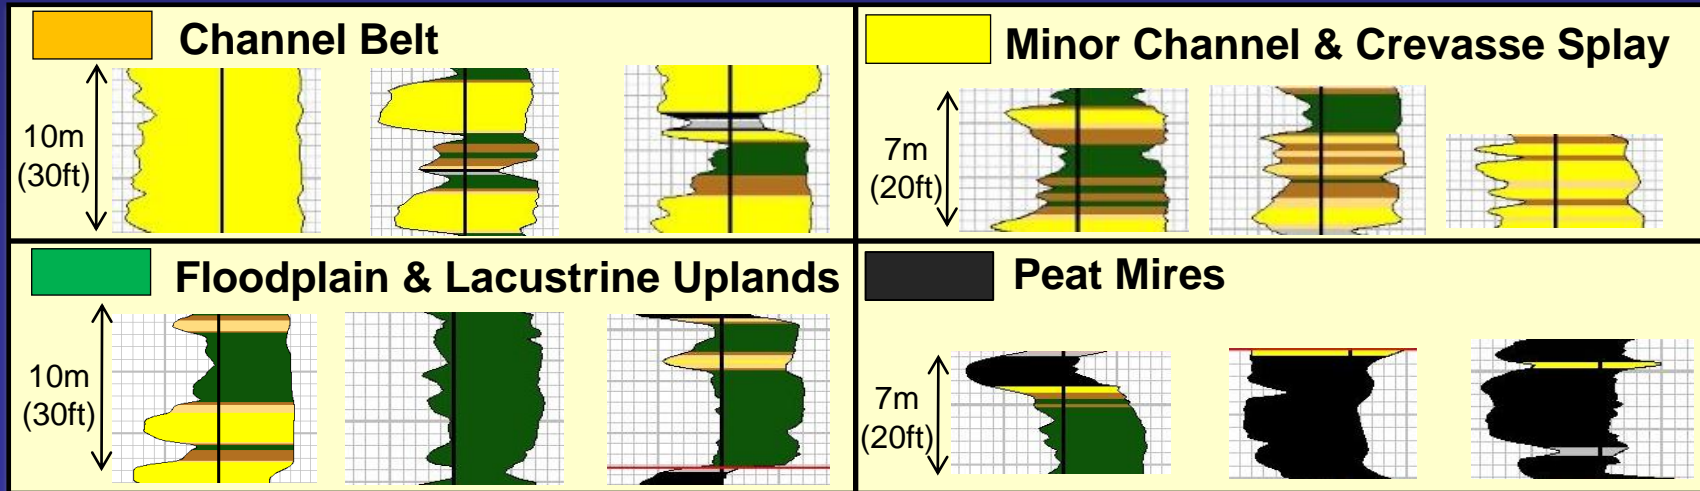 Channel Belt
10m
(30ft)
Minor Channel & Crevasse Splay
7m
(20ft)
Floodplain & Lacustrine Uplands
10m
(30ft)
Peat Mires
7m
(20ft)